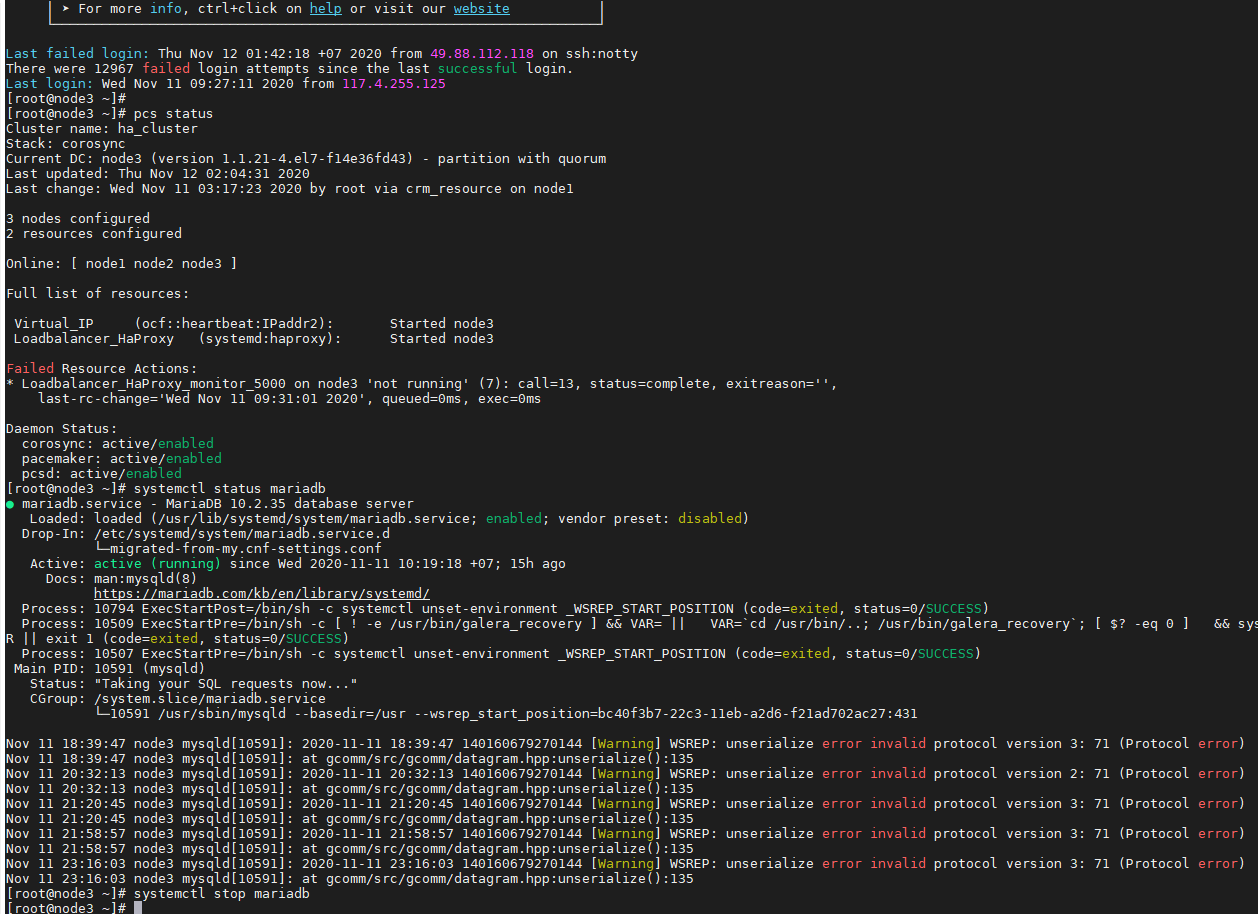 ➤ For more info, ctrl+click on help or visit our website
Last failed login: Thu Nov 12 01:42:18 +07 2020 from 49.88.112.118 on ssh:notty
There were 12967 failed login attempts since the last successful login.
Last login: Wed Nov 11 09:27:11 2020 from 117.4.255.125
[root@node3 ~]#
[root@node3 ~]# pcs status
Cluster name: ha_cluster
Stack: corosync
Current DC: node3 (version 1.1.21-4.el7-f14e36fd43) - partition with quorum
Last updated: Thu Nov 12 02:04:31 2020
Last change: Wed Nov 11 03:17:23 2020 by root via crm_resource on node1
3 nodes configured
2 resources configured
Online: [ node1 node2 node3 ]
Full list of resources:
 Virtual_IP     (ocf::heartbeat:IPaddr2):       Started node3
 Loadbalancer_HaProxy   (systemd:haproxy):      Started node3
Failed Resource Actions:
* Loadbalancer_HaProxy_monitor_5000 on node3 'not running' (7): call=13, status=complete, exitreason='',
    last-rc-change='Wed Nov 11 09:31:01 2020', queued=0ms, exec=0ms
Daemon Status:
  corosync: active/enabled
  pacemaker: active/enabled
  pcsd: active/enabled
[root@node3 ~]# systemctl status mariadb
● mariadb.service - MariaDB 10.2.35 database server
   Loaded: loaded (/usr/lib/systemd/system/mariadb.service; enabled; vendor preset: disabled)
  Drop-In: /etc/systemd/system/mariadb.service.d
           └─migrated-from-my.cnf-settings.conf
   Active: active (running) since Wed 2020-11-11 10:19:18 +07; 15h ago
     Docs: man:mysqld(8)
           https://mariadb.com/kb/en/library/systemd/
  Process: 10794 ExecStartPost=/bin/sh -c systemctl unset-environment _WSREP_START_POSITION (code=exited, status=0/SUCCESS)
  Process: 10509 ExecStartPre=/bin/sh -c [ ! -e /usr/bin/galera_recovery ] && VAR= ||   VAR=`cd /usr/bin/..; /usr/bin/galera_recovery`; [ $? -eq 0 ]   && sys
R || exit 1 (code=exited, status=0/SUCCESS)
  Process: 10507 ExecStartPre=/bin/sh -c systemctl unset-environment _WSREP_START_POSITION (code=exited, status=0/SUCCESS)
 Main PID: 10591 (mysqld)
   Status: "Taking your SQL requests now..."
   CGroup: /system.slice/mariadb.service
           └─10591 /usr/sbin/mysqld --basedir=/usr --wsrep_start_position=bc40f3b7-22c3-11eb-a2d6-f21ad702ac27:431
Nov 11 18:39:47 node3 mysqld[10591]: 2020-11-11 18:39:47 140160679270144 [Warning] WSREP: unserialize error invalid protocol version 3: 71 (Protocol error)
Nov 11 18:39:47 node3 mysqld[10591]: at gcomm/src/gcomm/datagram.hpp:unserialize():135
Nov 11 20:32:13 node3 mysqld[10591]: 2020-11-11 20:32:13 140160679270144 [Warning] WSREP: unserialize error invalid protocol version 2: 71 (Protocol error)
Nov 11 20:32:13 node3 mysqld[10591]: at gcomm/src/gcomm/datagram.hpp:unserialize():135
Nov 11 21:20:45 node3 mysqld[10591]: 2020-11-11 21:20:45 140160679270144 [Warning] WSREP: unserialize error invalid protocol version 3: 71 (Protocol error)
Nov 11 21:20:45 node3 mysqld[10591]: at gcomm/src/gcomm/datagram.hpp:unserialize():135
Nov 11 21:58:57 node3 mysqld[10591]: 2020-11-11 21:58:57 140160679270144 [Warning] WSREP: unserialize error invalid protocol version 3: 71 (Protocol error)
Nov 11 21:58:57 node3 mysqld[10591]: at gcomm/src/gcomm/datagram.hpp:unserialize():135
Nov 11 23:16:03 node3 mysqld[10591]: 2020-11-11 23:16:03 140160679270144 [Warning] WSREP: unserialize error invalid protocol version 3: 71 (Protocol error)
Nov 11 23:16:03 node3 mysqld[10591]: at gcomm/src/gcomm/datagram.hpp:unserialize():135
[root@node3 ~]# systemctl stop mariadb
[root@node3 ~]#